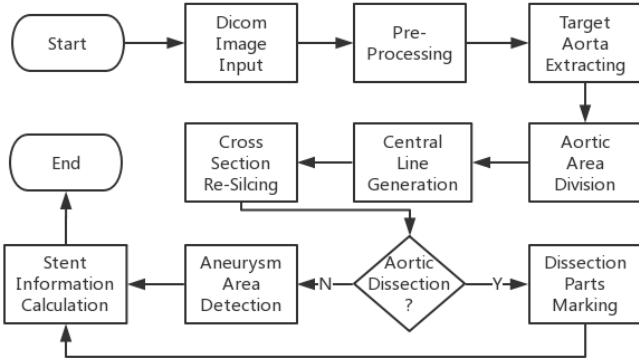 Start
Dicom
Image
Input
Pre-
Processing
Target
Aorta
Extracting
Aortic
Area
Division
Central
Line
Generation
Cross
Section
Re-Silcing
Aortic
Dissection
?
N
Y
Aneurysm
Area
Detection
Dissection
Parts
Marking
Stent
Information
Calculation
End